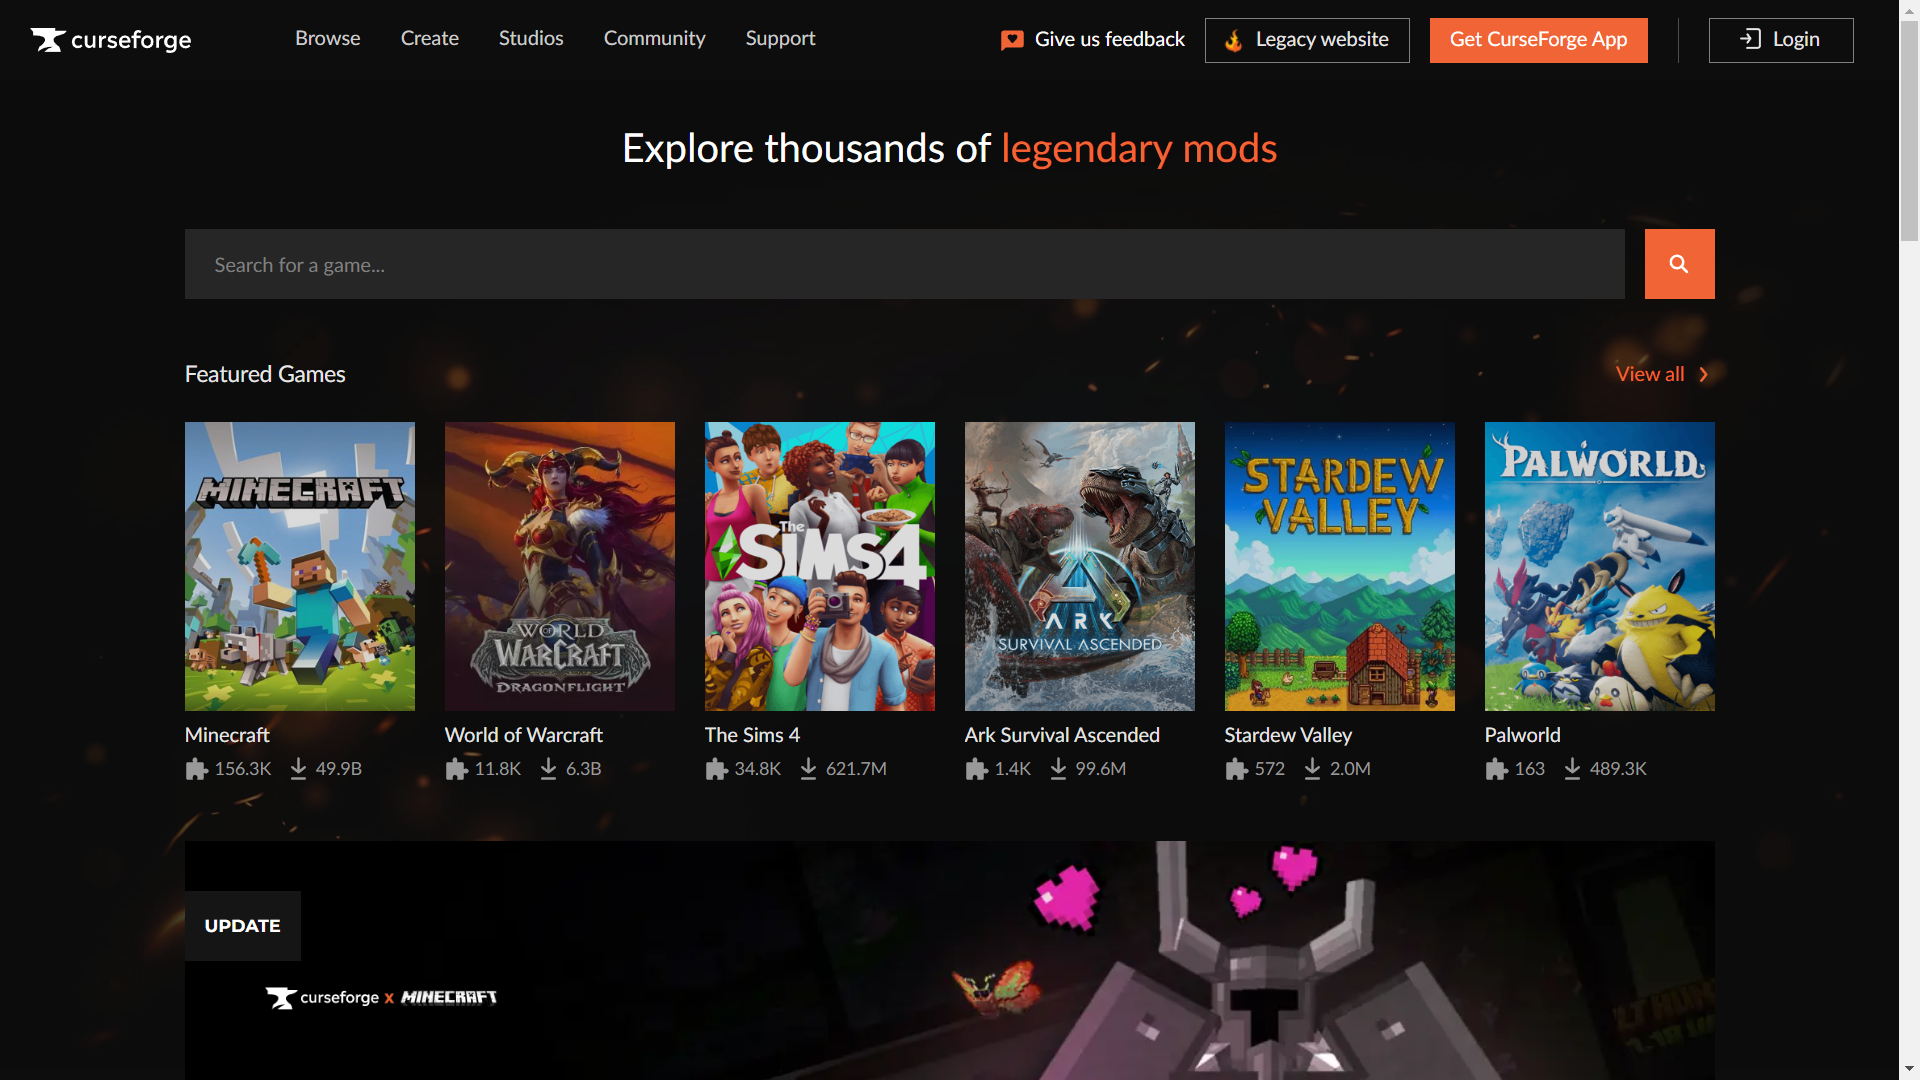 curseforge
Browse
Create
Studios
Community
Support
Give us feedback
Legacy website
Get CurseForge App
Login
Explore thousands of legendary mods
Search for a game...
Featured Games
View all
MINECRAFT
WORLD OF WARCRAFT
DRAGONFLIGHT
The SIMS 4
ARK
SURVIVAL ASCENDED
STARDEW
VALLEY
PALWORLD
Minecraft
156.3K 49.9B
World of Warcraft
11.8K 6.3B
The Sims 4
34.8K 621.7M
Ark Survival Ascended
1.4K 99.6M
Stardew Valley
572 2.0M
Palworld
163 489.3K
UPDATE
curseforge x MINECRAFT